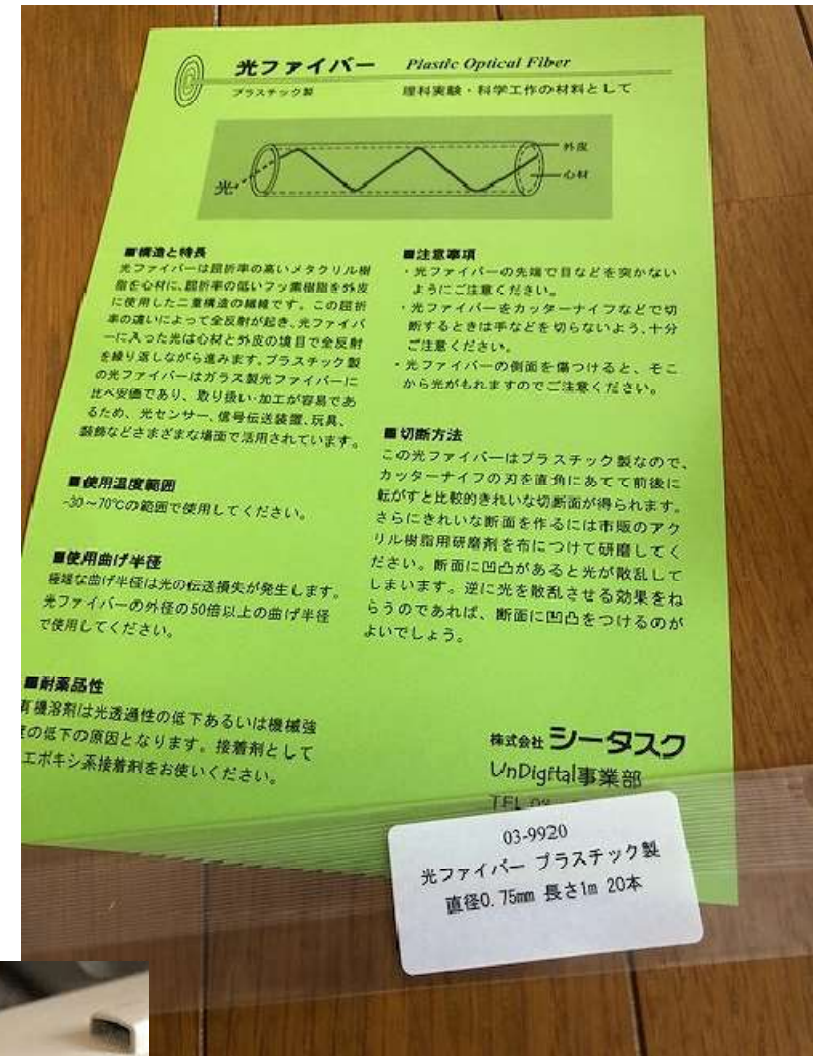 光ファイバー Plastic Optical Fiber
プラスチック製 理科実験・科学工作の材料として
外皮
心材
光
■構造と特長
光ファイバーは屈折率の高いメタクリル樹
脂を心材に、屈折率の低いフッ素樹脂を外皮
に使用した二重構造の繊維です。この屈折
率の違いによって全反射が起き、光ファイバ
ーに入った光は心材と外皮の境目で全反射
を繰り返しながら進みます。プラスチック製
の光ファイバーはガラス製光ファイバーに
比べ安価であり、取り扱い・加工が容易であ
るため、光センサー、信号伝送装置、玩具、
装飾などさまざまな場面で活用されています。
■使用温度範囲
-30～70℃の範囲で使用してください。
■使用曲げ半径
極端な曲げ半径は光の伝送損失が発生します。
光ファイバーの外径の50倍以上の曲げ半径
で使用してください。
■耐薬品性
有機溶剤は光透過性の低下あるいは機械強
度の低下の原因となります。接着剤として
エポキシ系接着剤をお使いください。
■注意事項
・光ファイバーの先端で目などを突かない
ようにご注意ください。
・光ファイバーをカッターナイフなどで切
断するときは手などを切らないよう、十分
ご注意ください。
・光ファイバーの側面を傷つけると、そこ
から光がもれますのでご注意ください。
■切断方法
この光ファイバーはプラスチック製なので、
カッターナイフの刃を直角にあてて前後に
転がすと比較的きれいな切断面が得られます。
さらにきれいな断面を作るには市販のアク
リル樹脂用研磨剤を布につけて研磨してく
ださい。断面に凹凸があると光が散乱して
しまいます。逆に光を散乱させる効果をね
らうのであれば、断面に凹凸をつけるのが
よいでしょう。
株式会社 シータスク
UnDigital事業部
TEL
03-9920
光ファイバー プラスチック製
直径0.75mm 長さ1m 20本